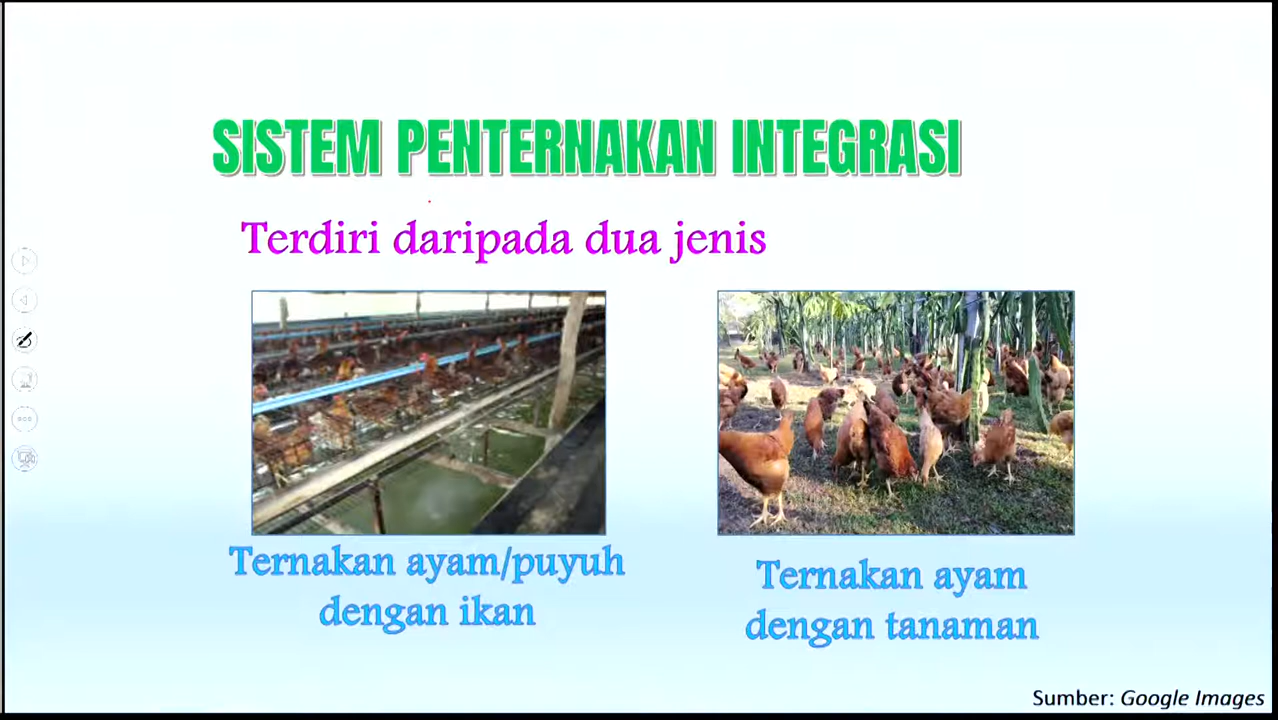 SISTEM PENTERNAKAN INTEGRASI
Terdiri daripada dua jenis
Ternakan ayam/puyuh
dengan ikan
Ternakan ayam
dengan tanaman
Sumber: Google Images